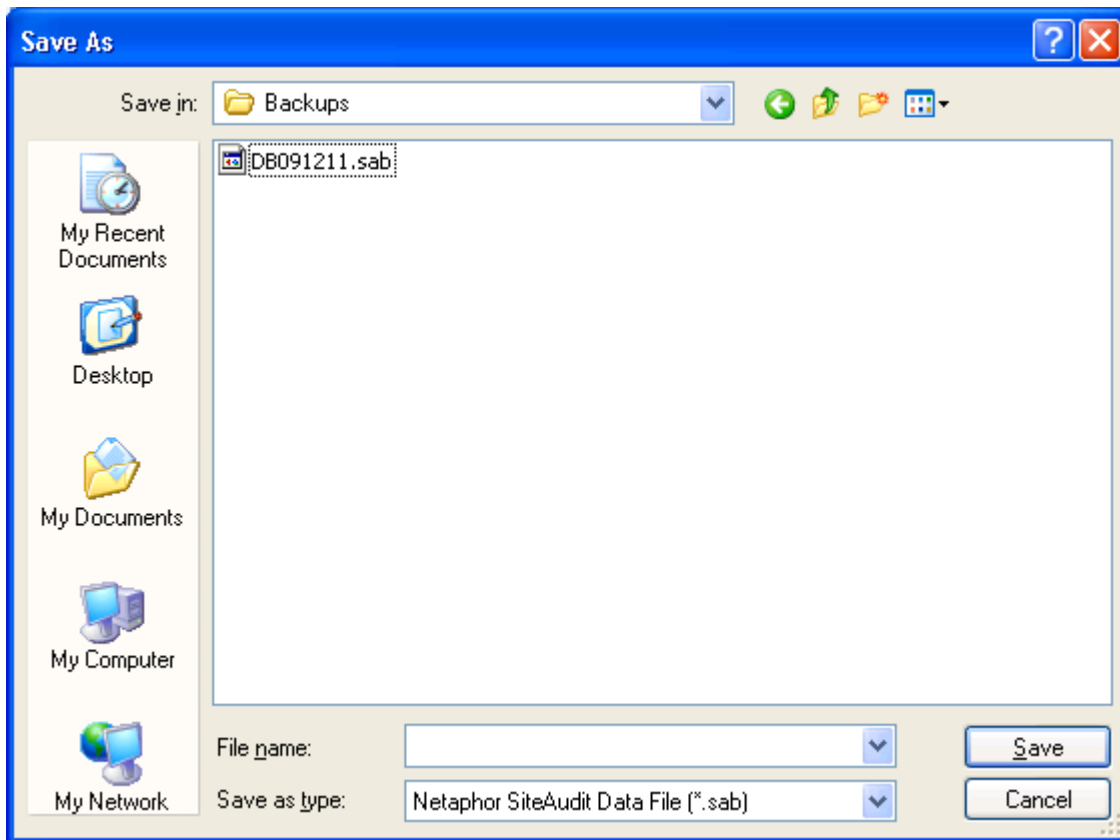 Save As
Save in:
Backups
DB091211.sab
My Recent
Documents
Desktop
My Documents
My Computer
My Network
File name:
Save
Save as type:
Netaphor SiteAudit Data File (*.sab)
Cancel